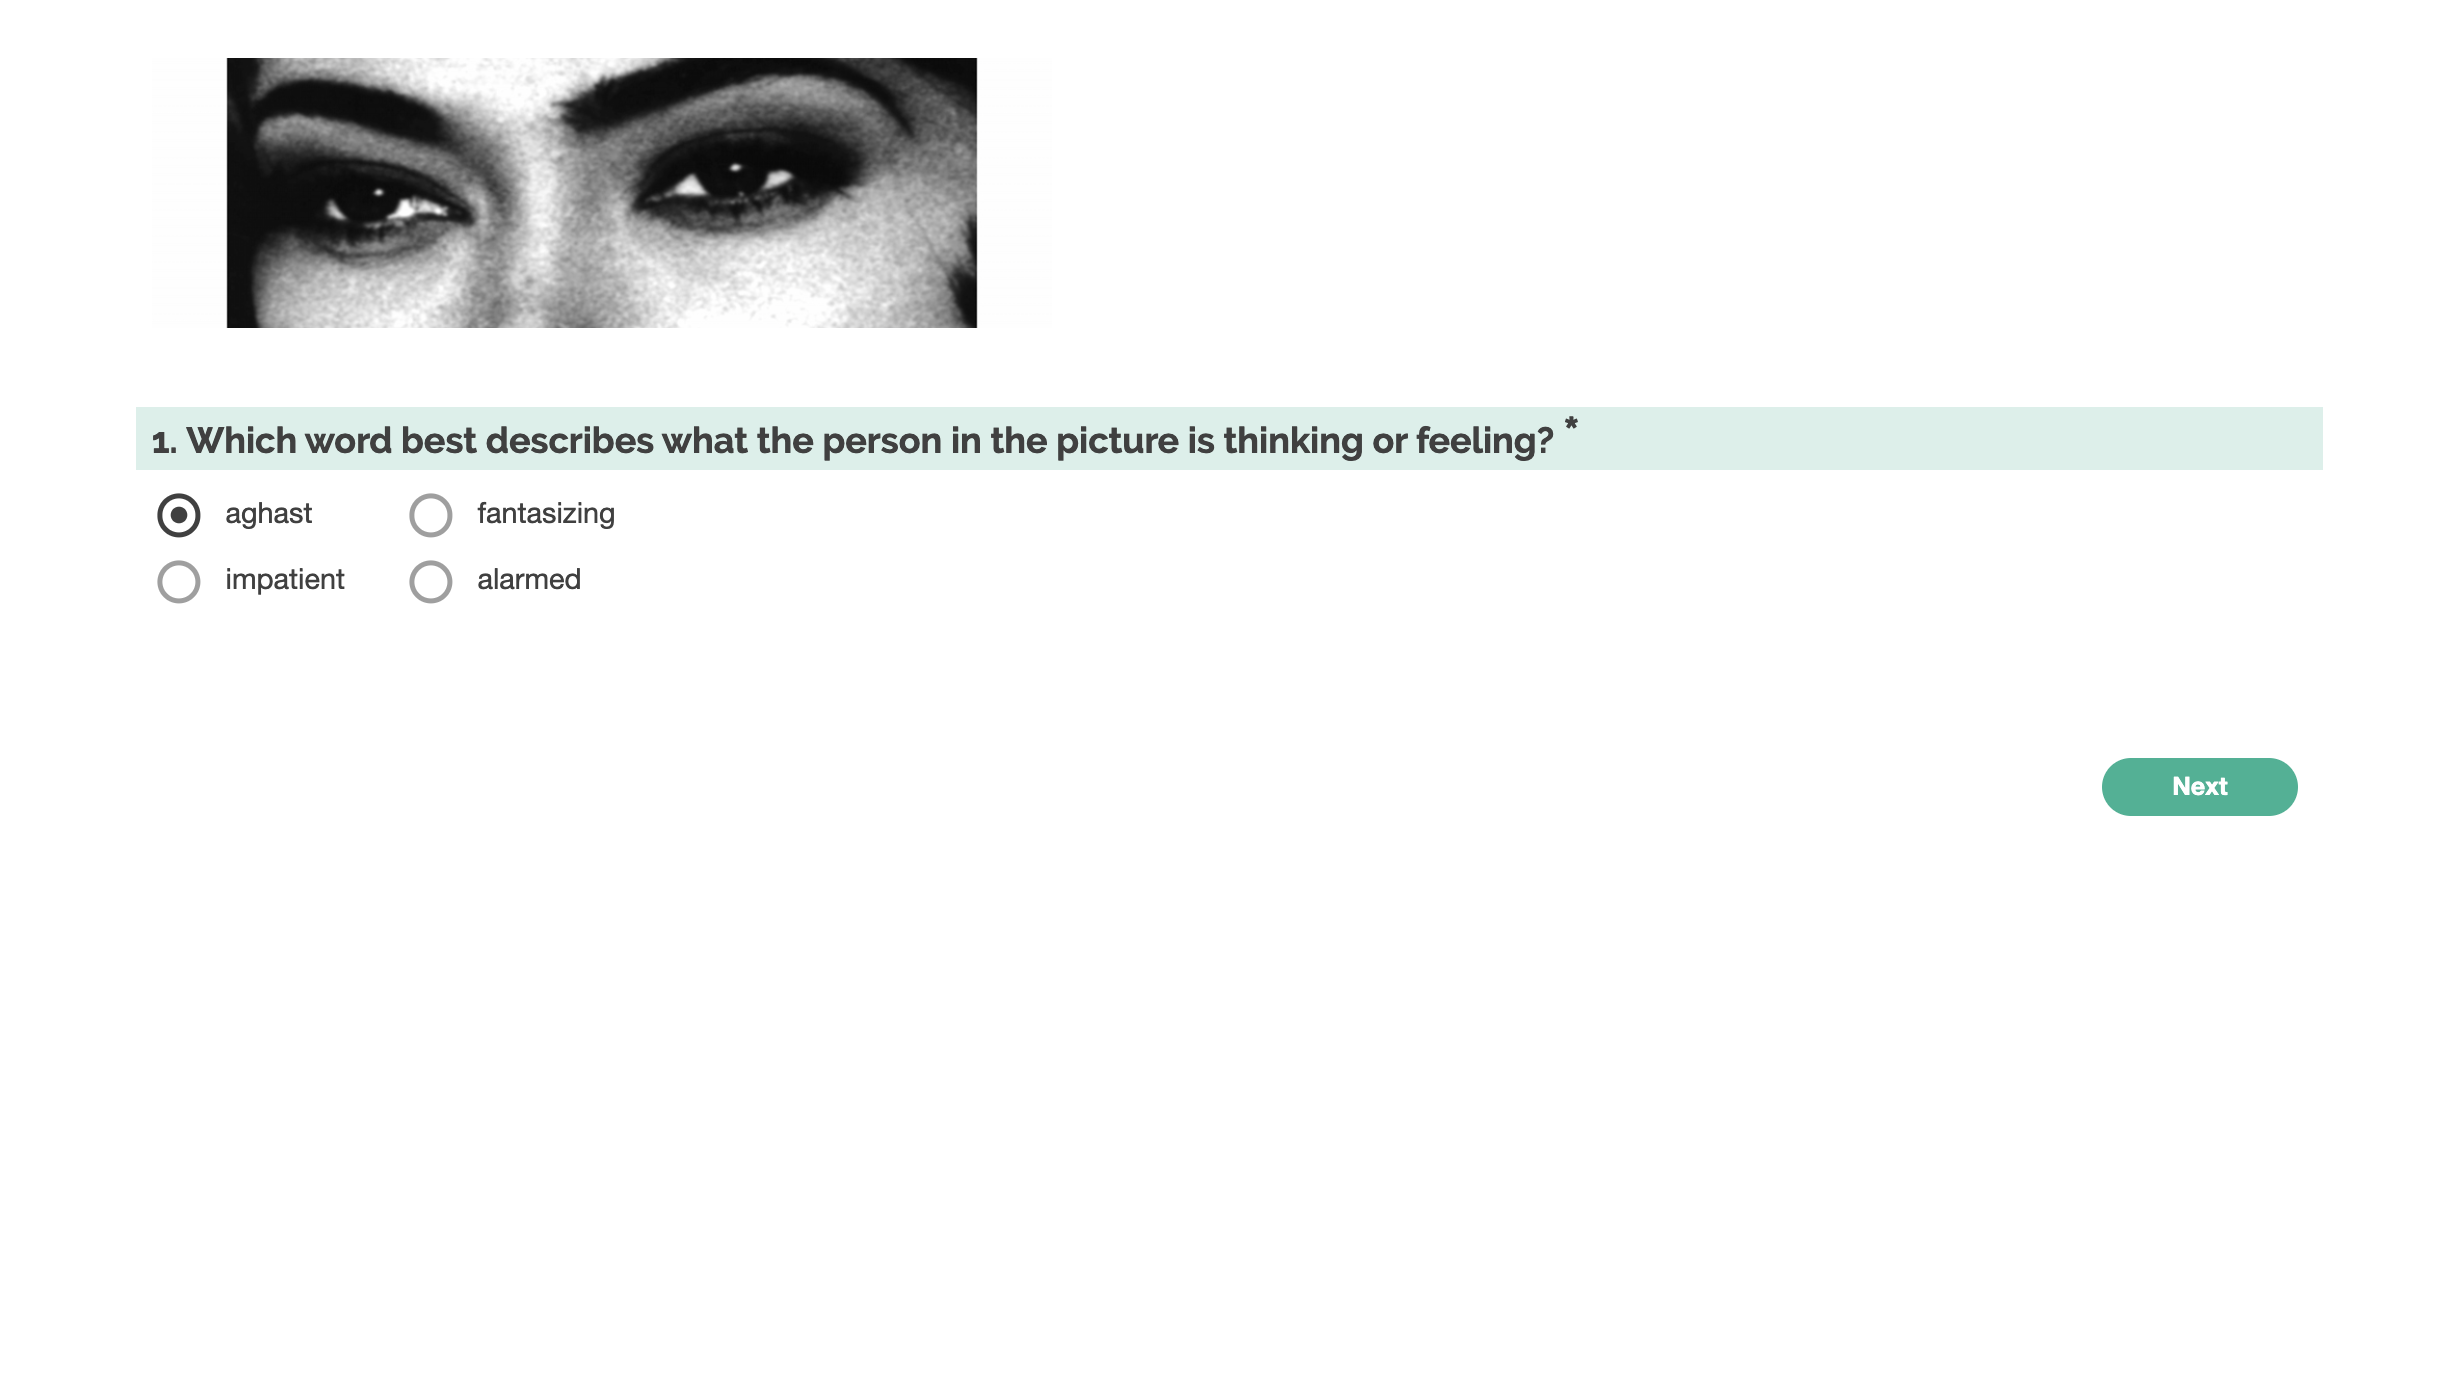 1. Which word best describes what the person in the picture is thinking or feeling? *
aghast
fantasizing
impatient
alarmed
Next